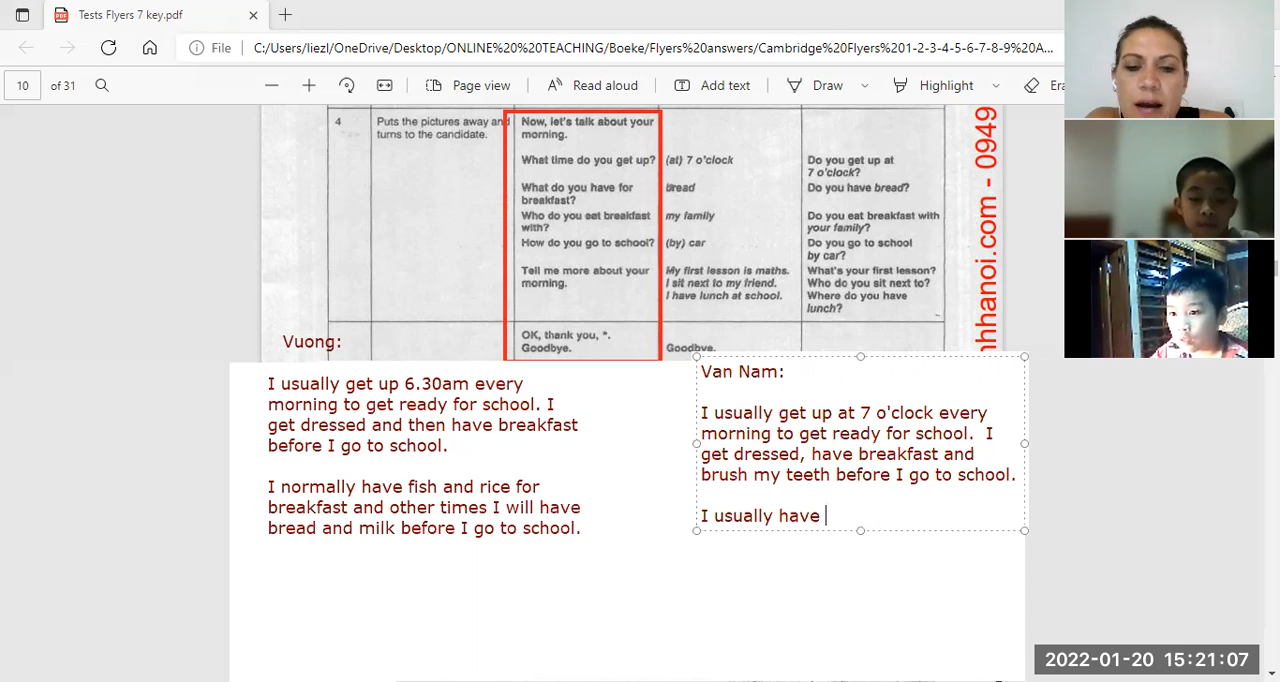 Tests Flyers 7 key.pdf
File
C:/Users/liezl/OneDrive/Desktop/ONLINE%20%20TEACHING/Boeke/Flyers%20answers/Cambridge%20Flyers%201-2-3-4-5-6-7-8-9%20A...
10 of 31
Page view
Read aloud
Add text
Draw
Highlight
Era
4
Puts the pictures away and
turns to the candidate.
Now, let's talk about your
morning.
What time do you get up?
(at) 7 o'clock
Do you get up at
7 o'clock?
What do you have for
breakfast?
bread
Do you have bread?
Who do you eat breakfast
with?
my family
Do you eat breakfast with
your family?
How do you go to school?
(by) car
Do you go to school
by car?
Tell me more about your
morning.
My first lesson is maths.
I sit next to my friend.
I have lunch at school.
What's your first lesson?
Who do you sit next to?
Where do you have
lunch?
OK, thank you, *.
Goodbye.
Goodbye.
hhanoi.com - 0949
Vuong:
I usually get up 6.30am every
morning to get ready for school. I
get dressed and then have breakfast
before I go to school.
I normally have fish and rice for
breakfast and other times I will have
bread and milk before I go to school.
Van Nam:
I usually get up at 7 o'clock every
morning to get ready for school. I
get dressed, have breakfast and
brush my teeth before I go to school.
I usually have
2022-01-20 15:21:07